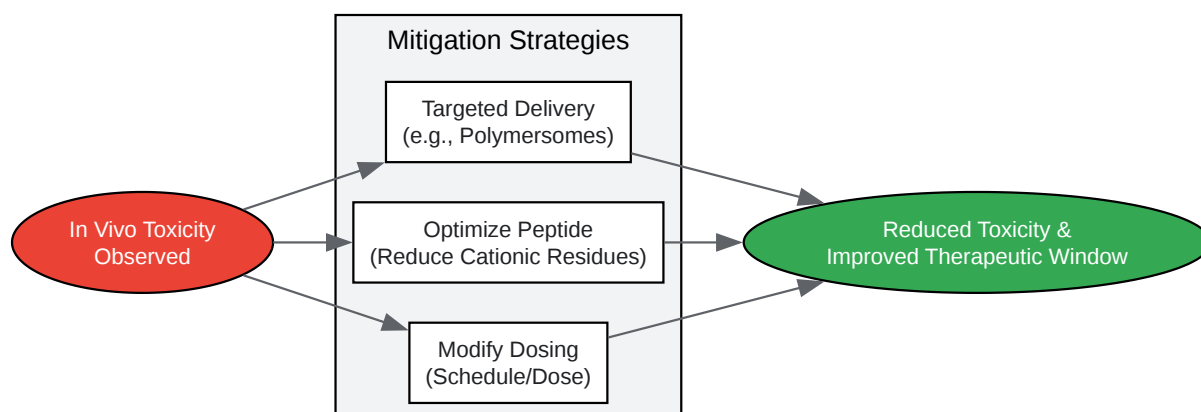 Mitigation Strategies
Targeted Delivery
(e.g., Polymersomes)
In Vivo Toxicity
Observed
Optimize Peptide
(Reduce Cationic Residues)
Reduced Toxicity &
Improved Therapeutic Window
Modify Dosing
(Schedule/Dose)